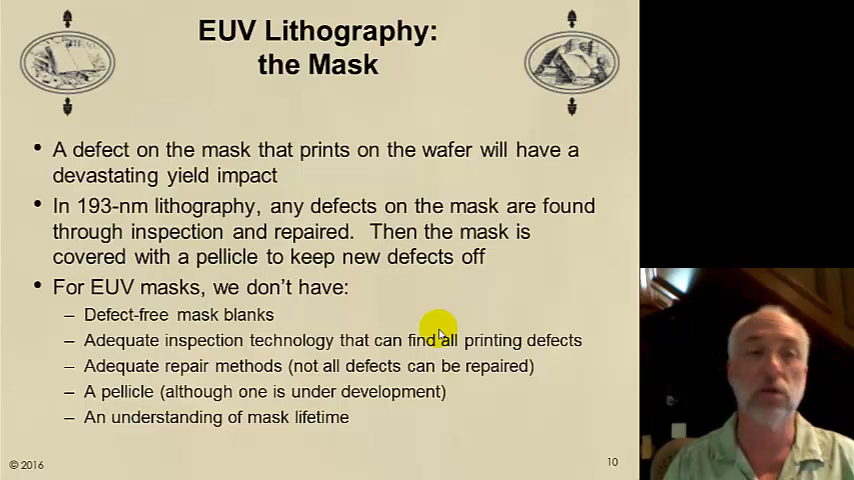 EUV Lithography:
the Mask
• A defect on the mask that prints on the wafer will have a
devastating yield impact
• In 193-nm lithography, any defects on the mask are found
through inspection and repaired.  Then the mask is
covered with a pellicle to keep new defects off
• For EUV masks, we don't have:
– Defect-free mask blanks
– Adequate inspection technology that can find all printing defects
– Adequate repair methods (not all defects can be repaired)
– A pellicle (although one is under development)
– An understanding of mask lifetime
© 2016
10